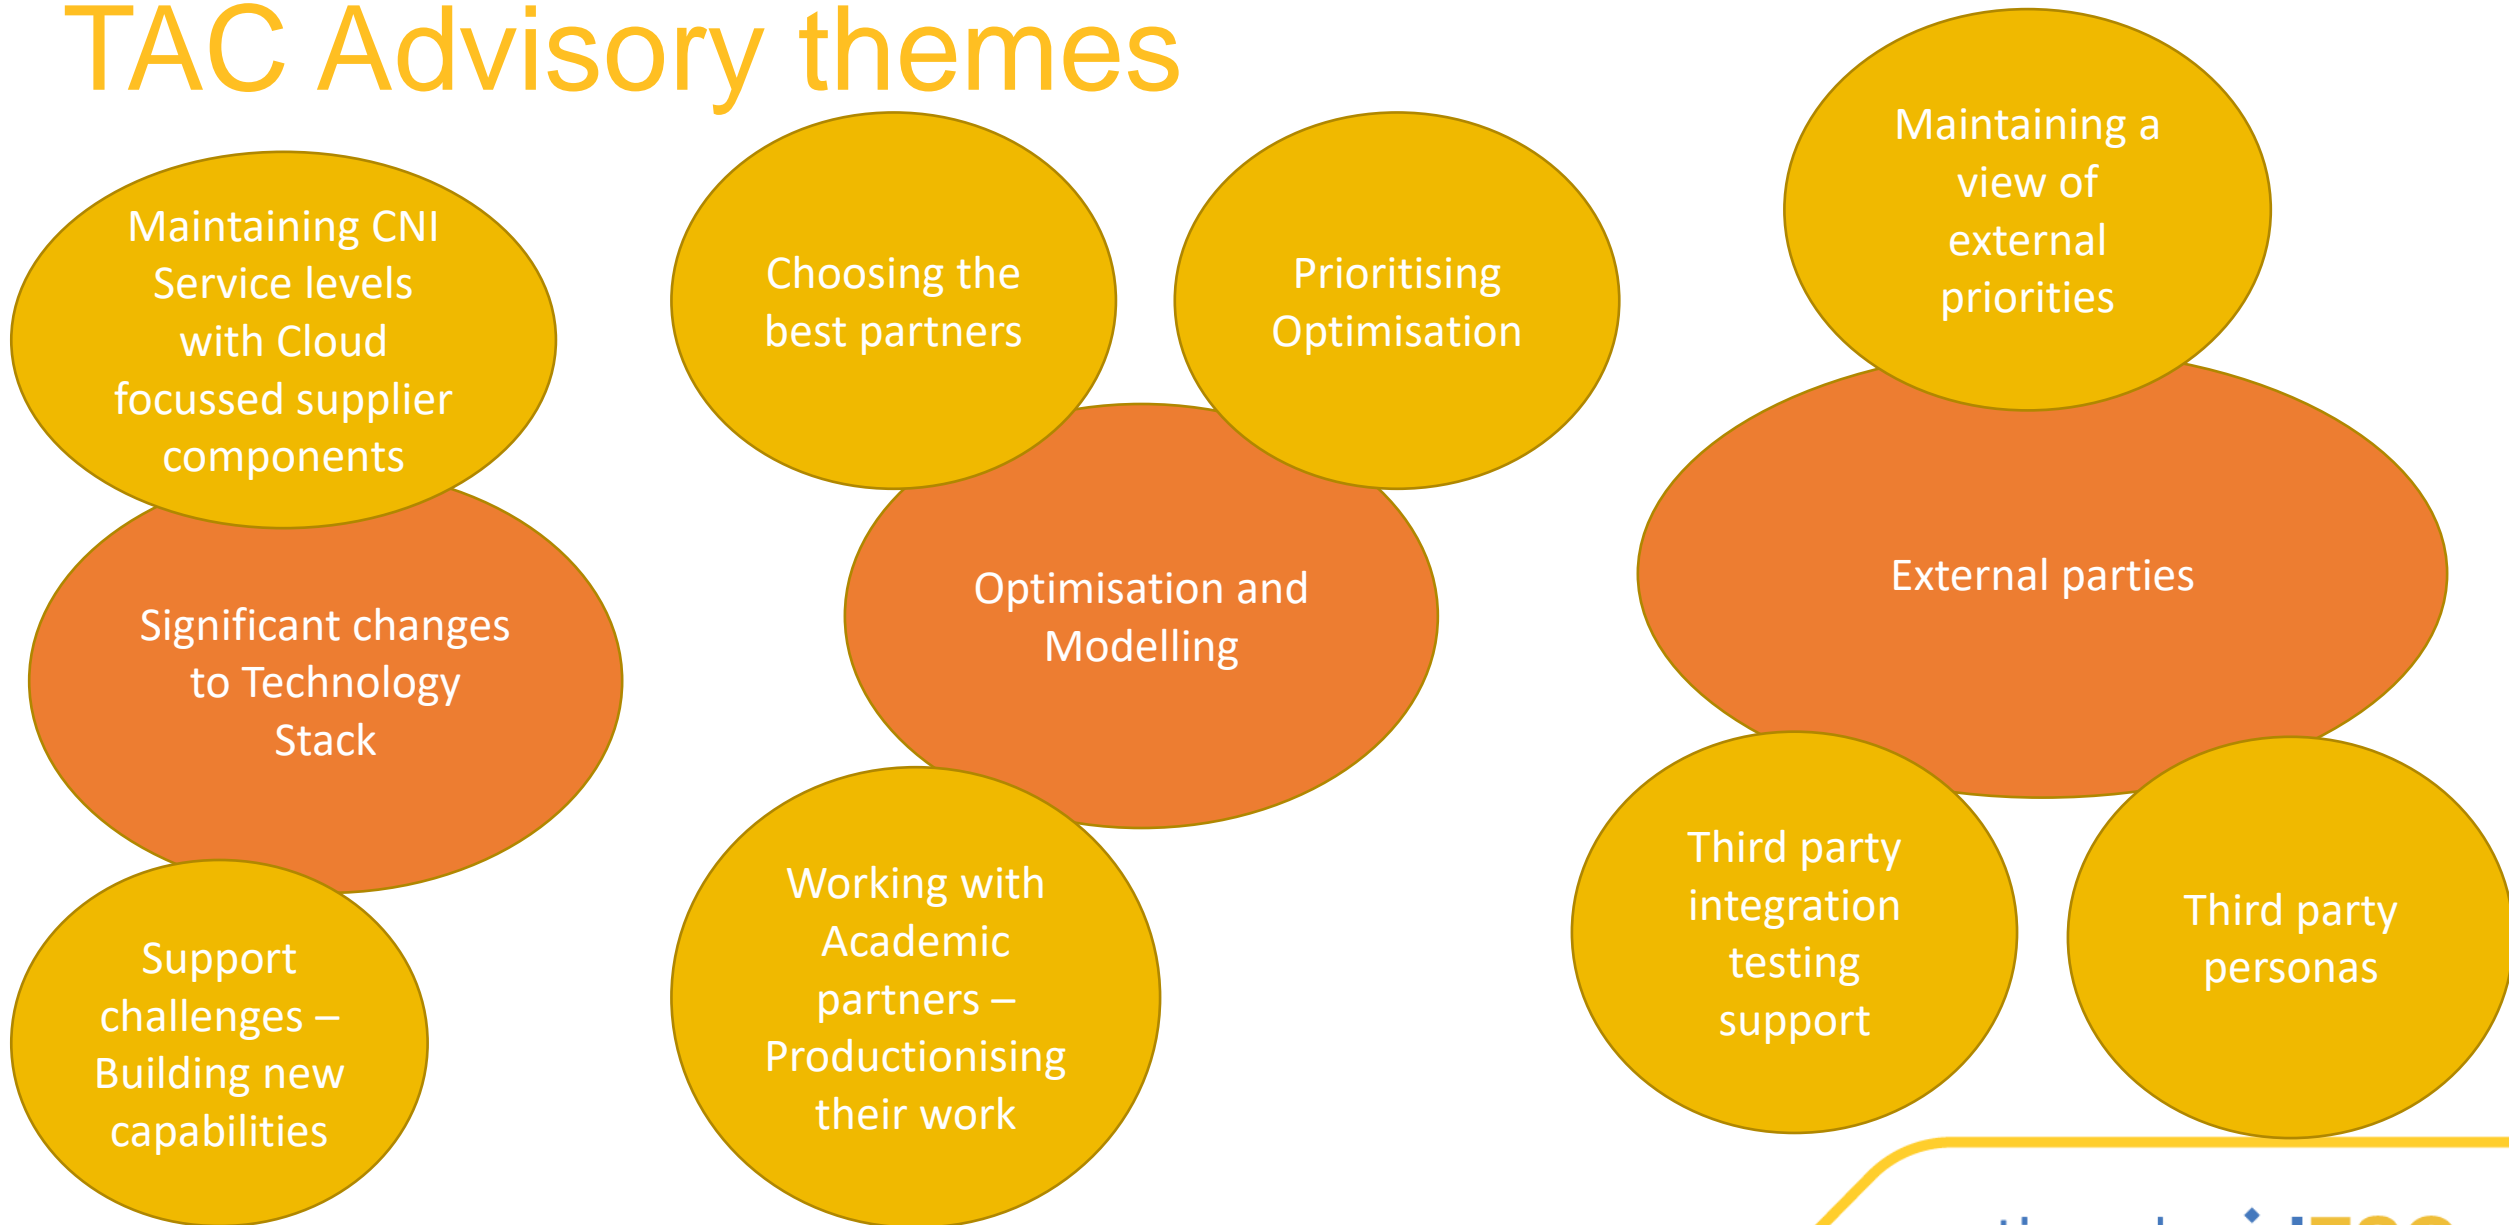 TAC Advisory themes
Maintaining CNI
Service levels
with Cloud
focussed supplier
components
Significant changes
to Technology
Stack
Support
challenges –
Building new
capabilities
Choosing the
best partners
Prioritising
Optimisation
Optimisation and
Modelling
Working with
Academic
partners –
Productionising
their work
Maintaining a
view of
external
priorities
External parties
Third party
integration
testing
support
Third party
personas